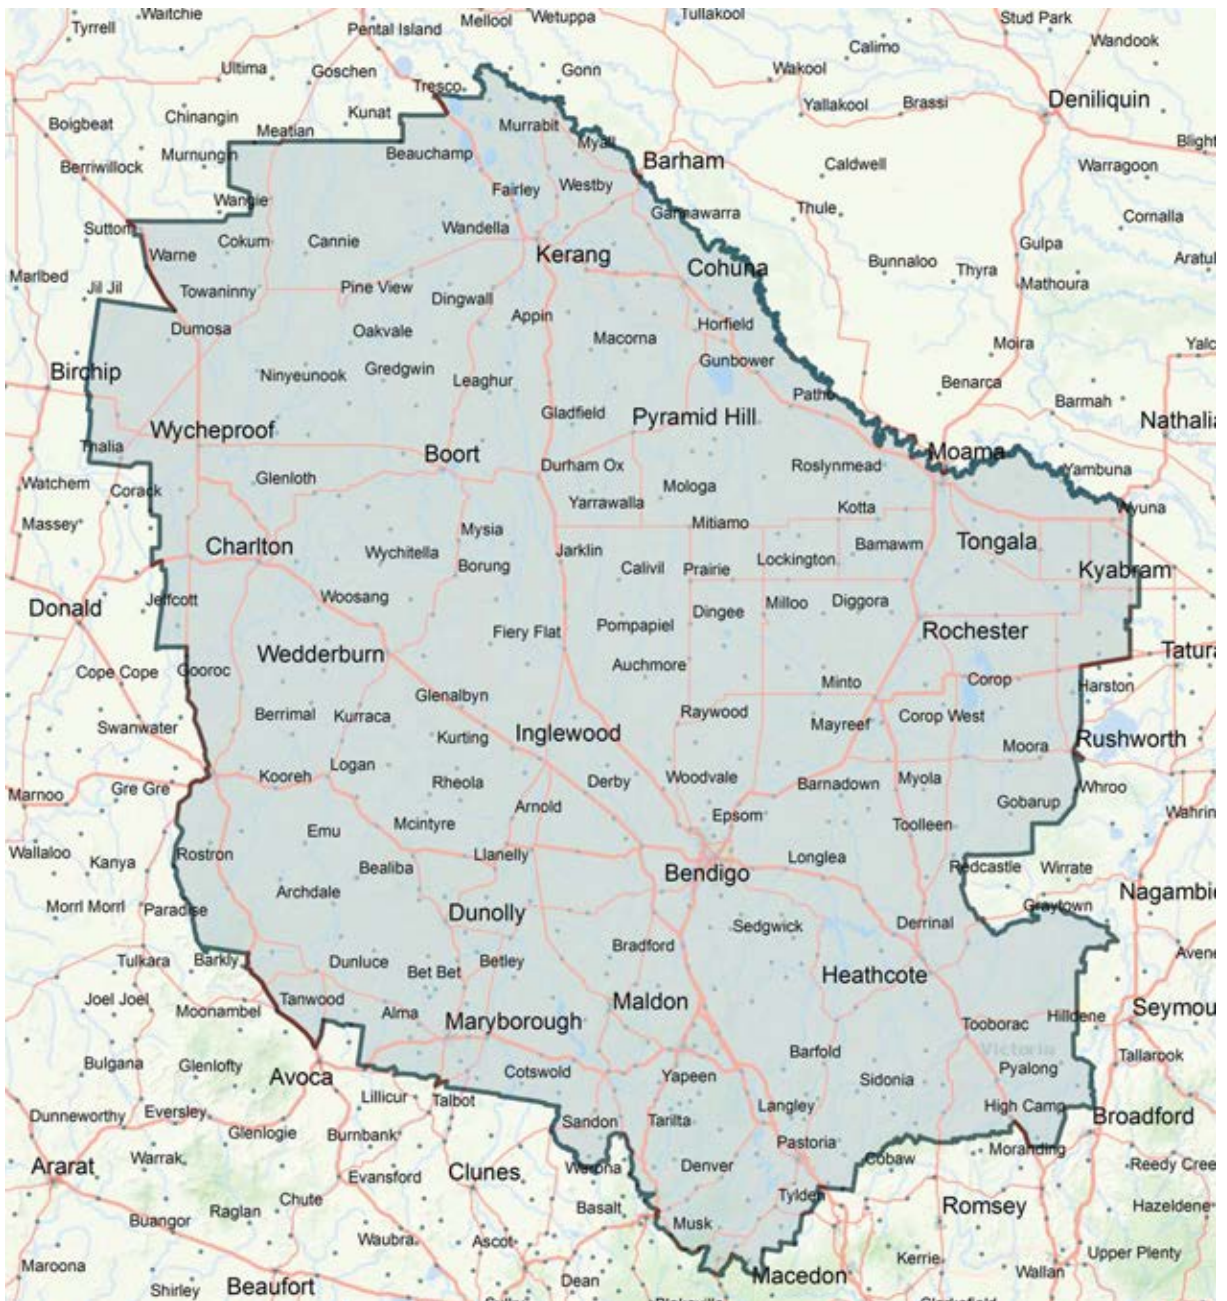 Waitchie
Mellool
Wetuppa
Tullakool
Stud Park
Tyrrell
Pental Island
Calimo
Wandook
Ultima
Goschen
Gonn
Wakool
Tresco
Deniliquin
Chinangin
Kunat
Yallakool
Brassi
Boigbeat
Meatian
Murrabit
Blight
Murnungin
Beauchamp
Myall
Barham
Caldwell
Warragoon
Berriwillock
Fairley
Westby
Wangie
Gannawarra
Thule
Cornalla
Sutton
Wandella
Warne
Cokum
Cannie
Kerang
Gulpa
Bunnaloo
Thyra
Aratul
Marlbed
Jil Jil
Towaninny
Pine View
Dingwall
Cohuna
Mathoura
Dumosa
Oakvale
Appin
Macorna
Horfield
Moira
Yalc
Birchip
Ninyeunook
Gredgwin
Leaghur
Gunbower
Benarca
Patho
Barmah
Wycheproof
Gladfield
Pyramid Hill
Nathalia
Thalia
Boort
Durham Ox
Roslynmead
Moama
Yambuna
Watchem
Corack
Glenloth
Yarrawalla
Mologa
Kotta
Wyuna
Massey
Mysia
Mitiamo
Charlton
Wychitella
Borung
Jarklin
Calivil
Prairie
Lockington
Bamawm
Tongala
Kyabram
Donald
Jeffcott
Woosang
Dingee
Milloo
Diggora
Fiery Flat
Pompapiel
Rochester
Wedderburn
Auchmore
Tatura
Cope Cope
Gooroc
Glenalbyn
Minto
Corop
Harston
Swanwater
Berrimal
Kurraca
Kurting
Inglewood
Raywood
Mayreef
Corop West
Moora
Rushworth
Marnoo
Gre Gre
Kooreh
Logan
Rheola
Derby
Woodvale
Barnadown
Myola
Whroo
Arnold
Gobarup
Wahrin
Wallaloo
Kanya
Rostron
Emu
Mcintyre
Epsom
Toolleen
Bealiba
Llanelly
Bendigo
Longlea
Redcastle
Wirrate
Morrl Morrl
Paradise
Archdale
Dunolly
Sedgwick
Derrinal
Graytown
Nagambie
Tulkara
Barkly
Dunluce
Bet Bet
Betley
Bradford
Heathcote
Avene
Joel Joel
Moonambel
Tanwood
Alma
Maryborough
Maldon
Tooborac
Hilldene
Seymou
Bulgana
Glenlofty
Avoca
Cotswold
Yapeen
Barfold
Victoria
Pyalong
Tallarook
Sidonia
Dunneworthy
Eversley
Lillicur
Talbot
Sandon
Tarilta
Langley
High Camp
Broadford
Glenlogie
Burnbank
Ararat
Warrak
Evansford
Clunes
Werona
Denver
Pastoria
Cobaw
Moranding
Reedy Cree
Raglan
Chute
Basalt
Tylden
Romsey
Hazeldene
Buangor
Waubra
Ascot
Musk
Maroona
Kerrie
Upper Plenty
Shirley
Beaufort
Dean
Macedon
Wallan